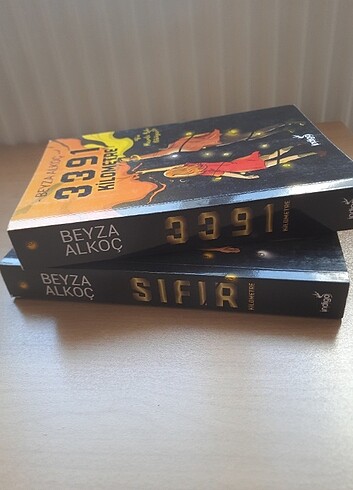 BEYZA ALKOÇ
3391
KİLOMETRE
indigo
BEYZA
ALKOÇ
3391
KİLOMETRE
indigo
BEYZA
ALKOÇ
SIFIR
KİLOMETRE
indigo